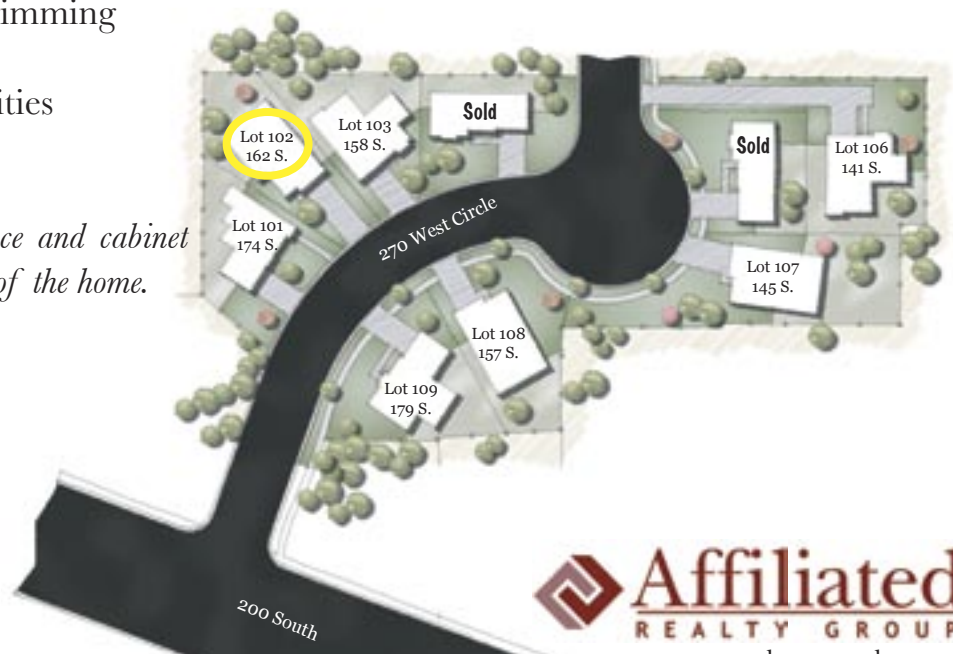 imming
ities
ce and cabinet
of the home.
Lot 102
162 S.
Lot 103
158 S.
Sold
Sold
Lot 106
141 S.
Lot 101
174 S.
270 West Circle
Lot 107
145 S.
Lot 108
157 S.
Lot 109
179 S.
200 South
Affiliated
REALTY GROUP